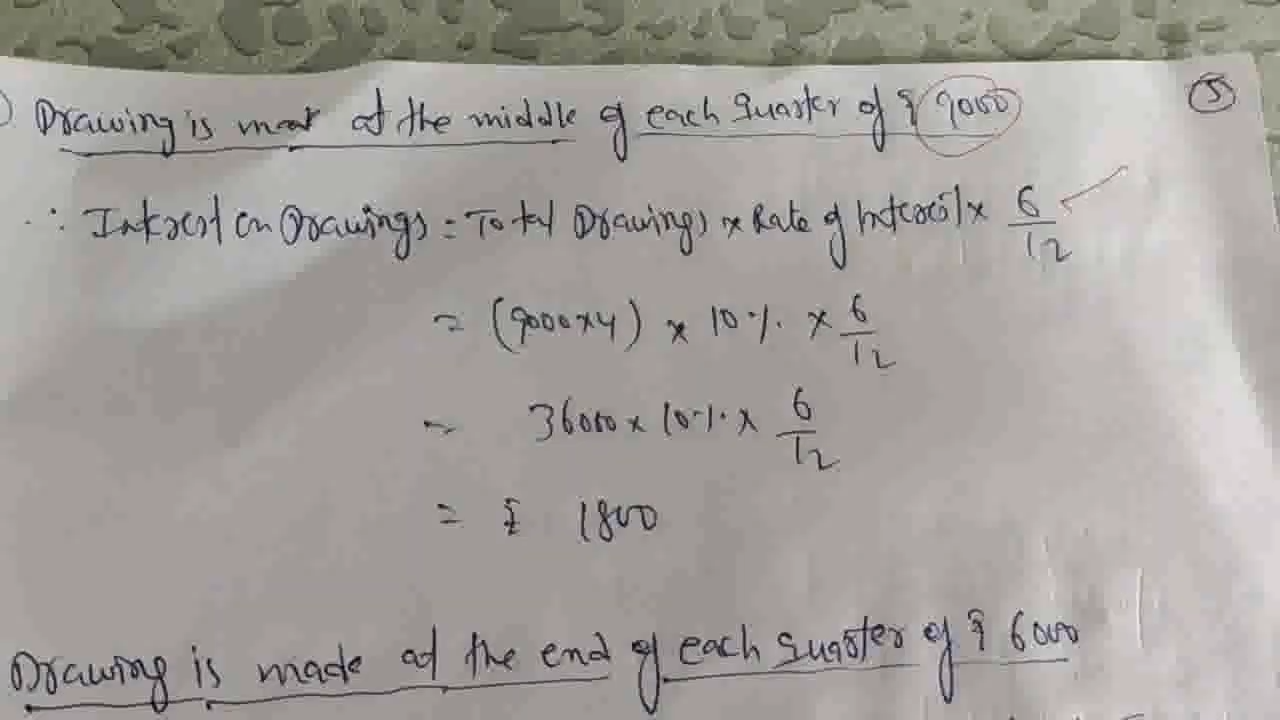 Drawing is mad at the middle of each Quarter of ₹ 9000
5
∴ Interest on Drawings = Total Drawings × Rate of Interest × 6/12
= (9000×4) × 10% × 6/12
= 36000 × 10% × 6/12
= ₹ 1800
Drawing is made at the end of each Quarter of ₹ 6000